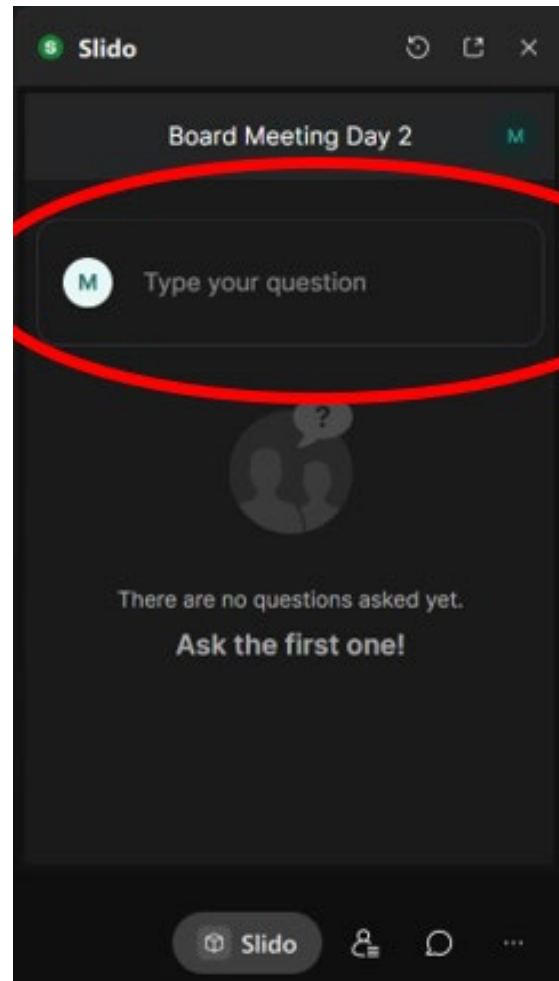 S Slido
Board Meeting Day 2 M
M Type your question
?
There are no questions asked yet.
Ask the first one!
Slido